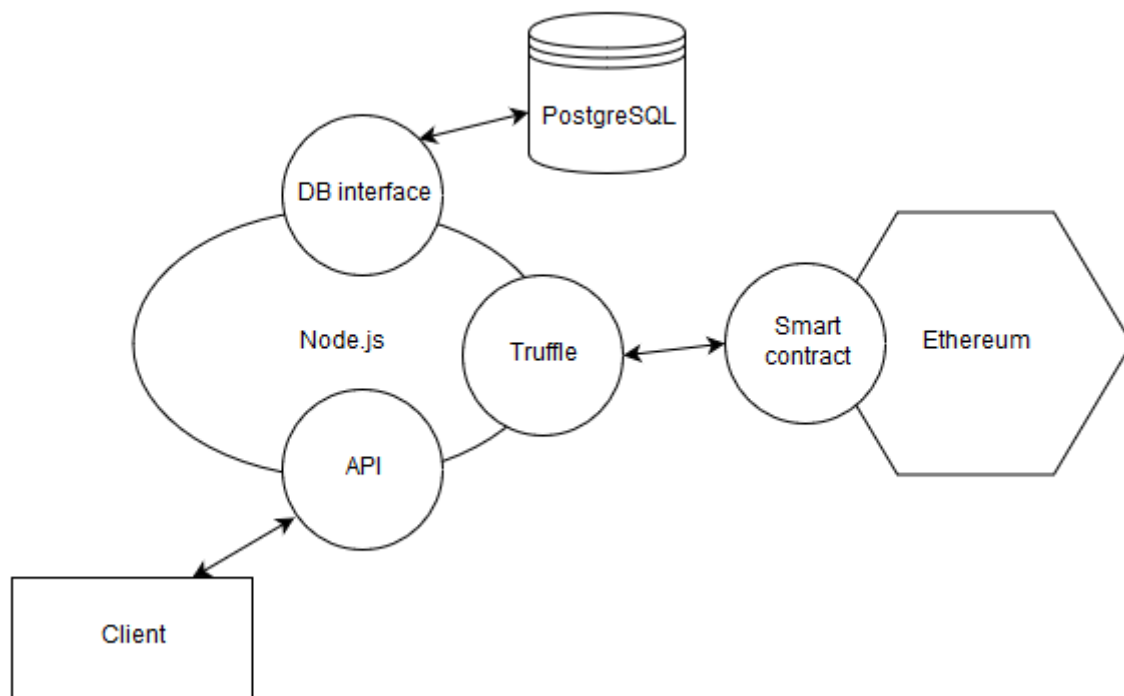 PostgreSQL
DB interface
Node.js
Truffle
Smart
contract
Ethereum
API
Client